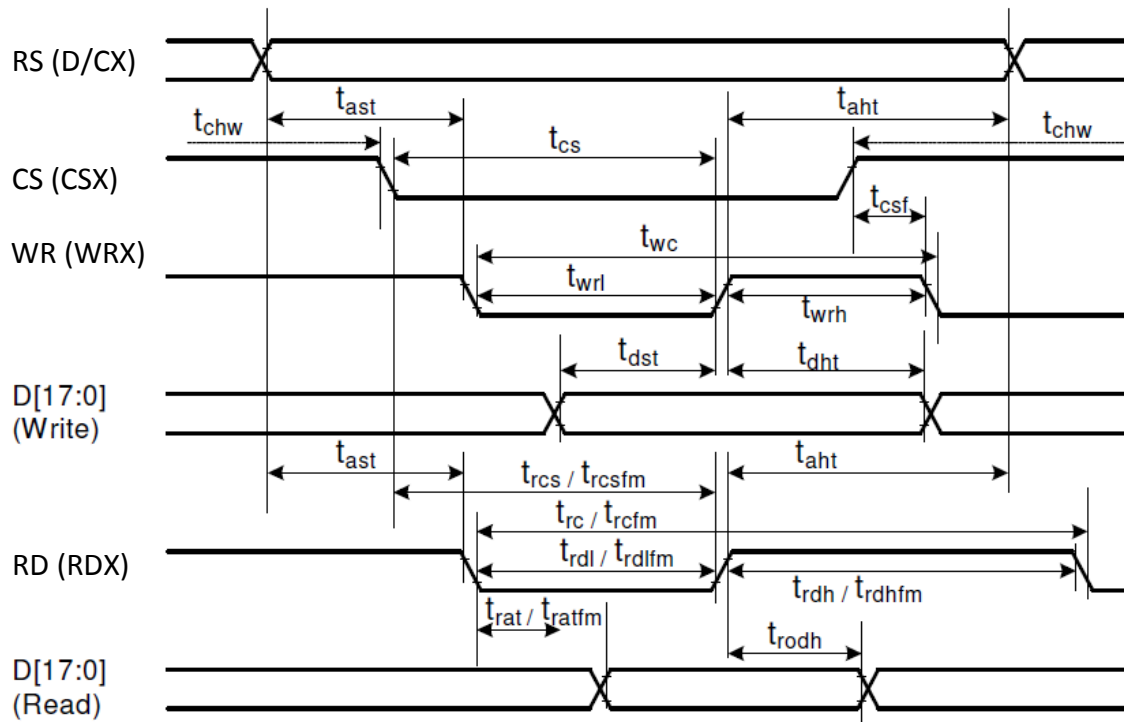 RS (D/CX)
tast
taht
tchw
tchw
tcs
CS (CSX)
tcsf
WR (WRX)
twc
twrl
twrh
tdst
tdht
D[17:0]
(Write)
tast
taht
trcs / trcsfm
trc / trcfm
RD (RDX)
trdl / trdlfm
trdh / trdhfm
trat / tratfm
trodh
D[17:0]
(Read)